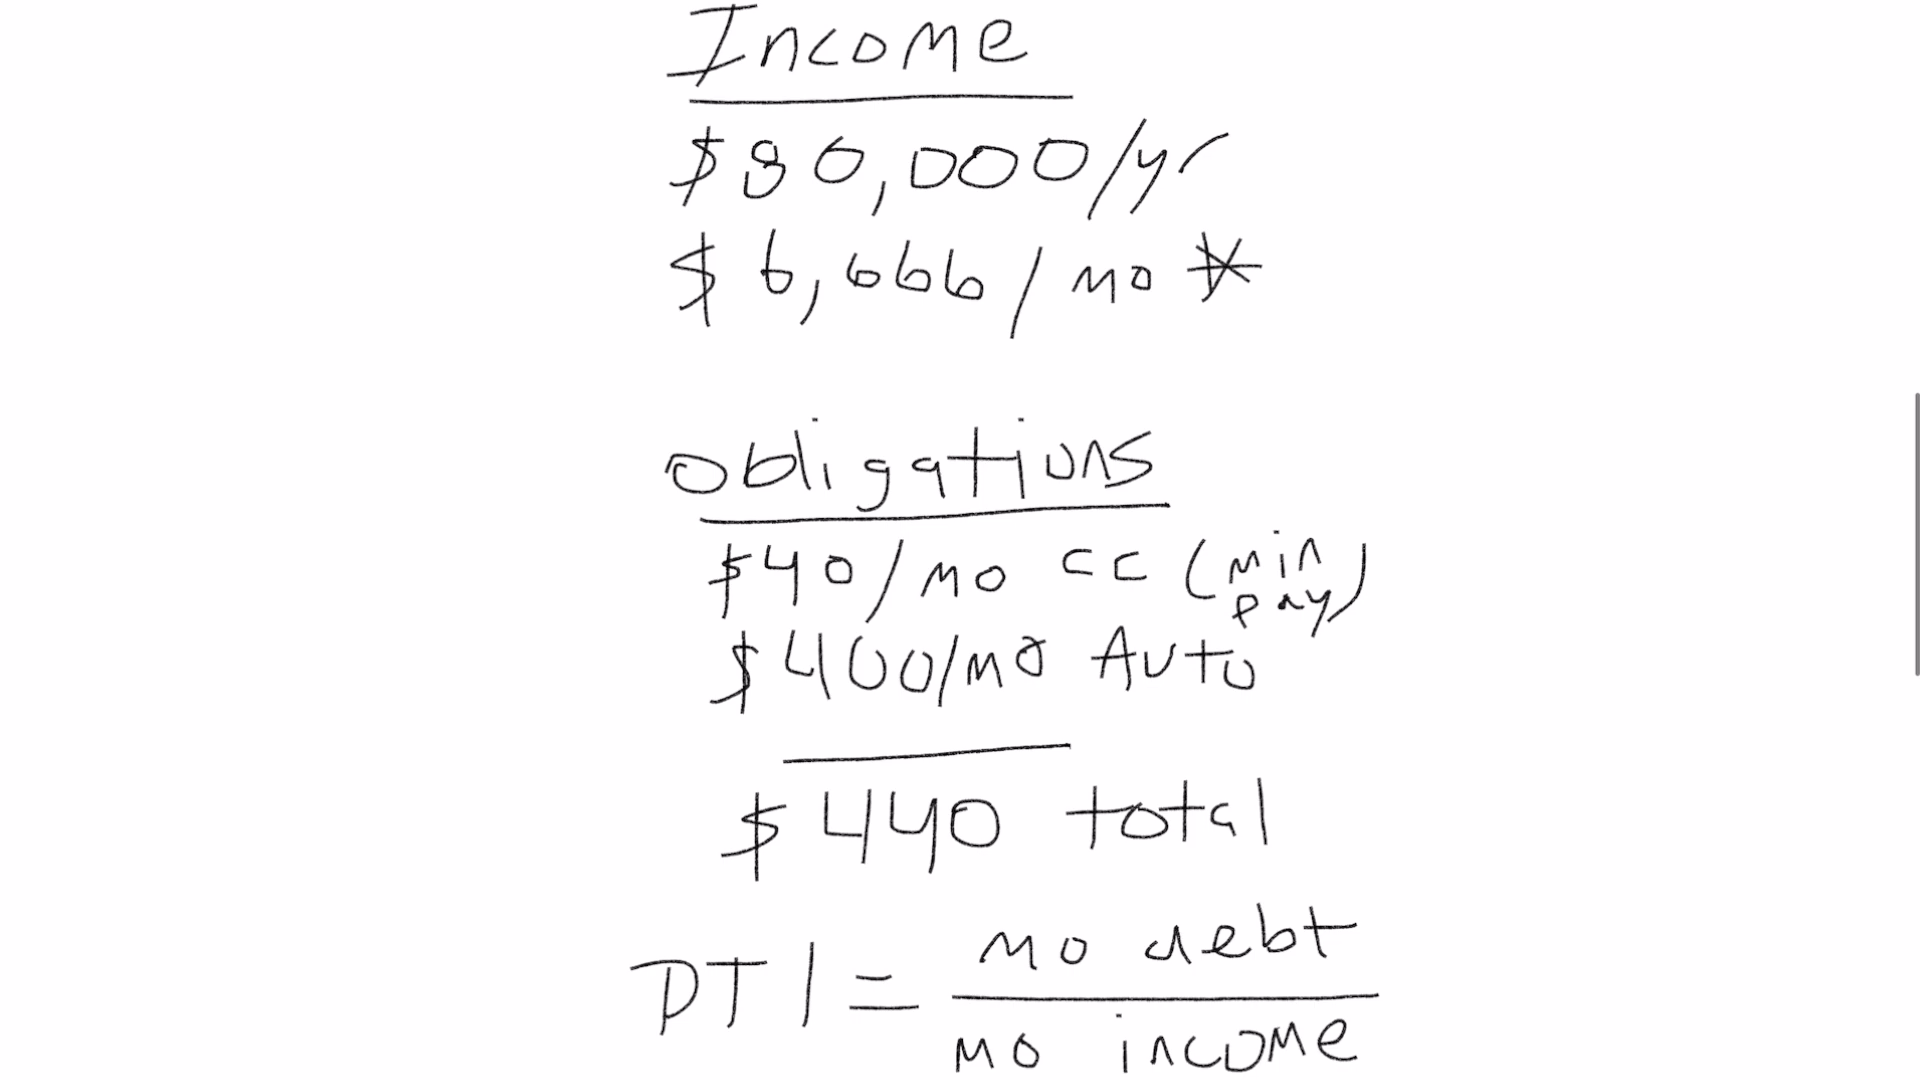 Income
$80,000/yr
$6,666/mo *
obligations
$40/mo CC (min pay)
$400/mo Auto
$440 total
DTI = mo debt
mo income